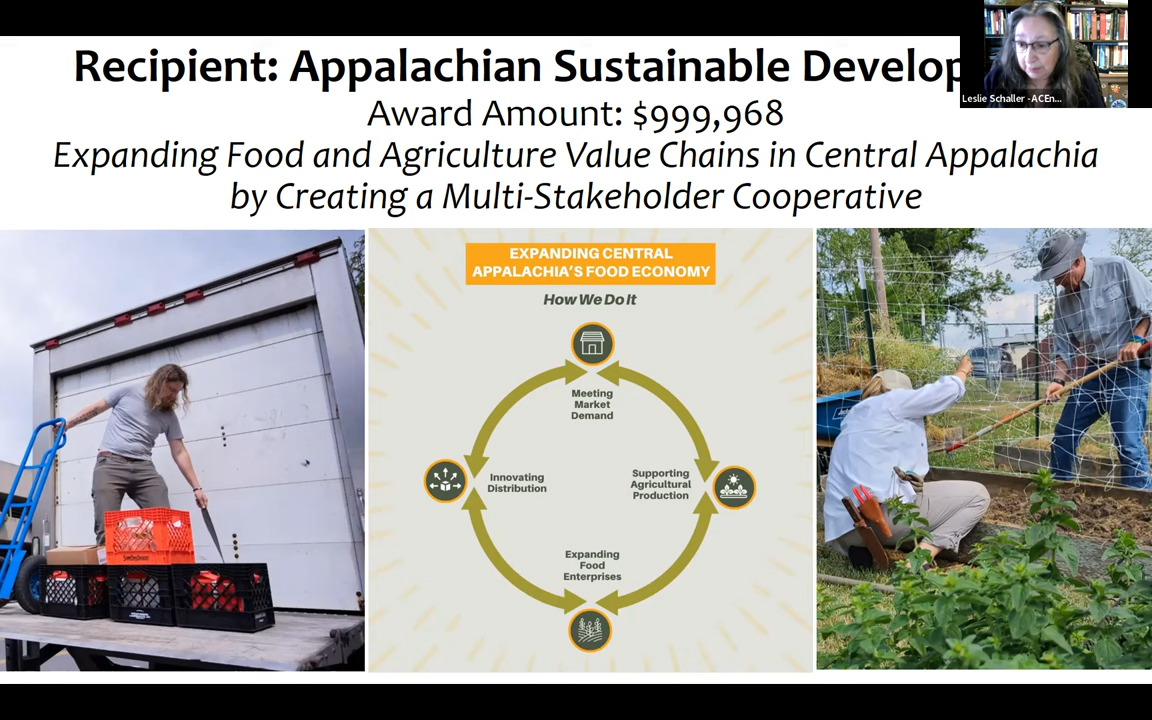 Recipient: Appalachian Sustainable Develop
Leslie Schaller -ACEn...
Award Amount: $999,968
Expanding Food and Agriculture Value Chains in Central Appalachia
by Creating a Multi-Stakeholder Cooperative
EXPANDING CENTRAL
APPALACHIA'S FOOD ECONOMY
How We Do It
Meeting
Market
Demand
Innovating
Distribution
Supporting
Agricultural
Production
Expanding
Food
Enterprises